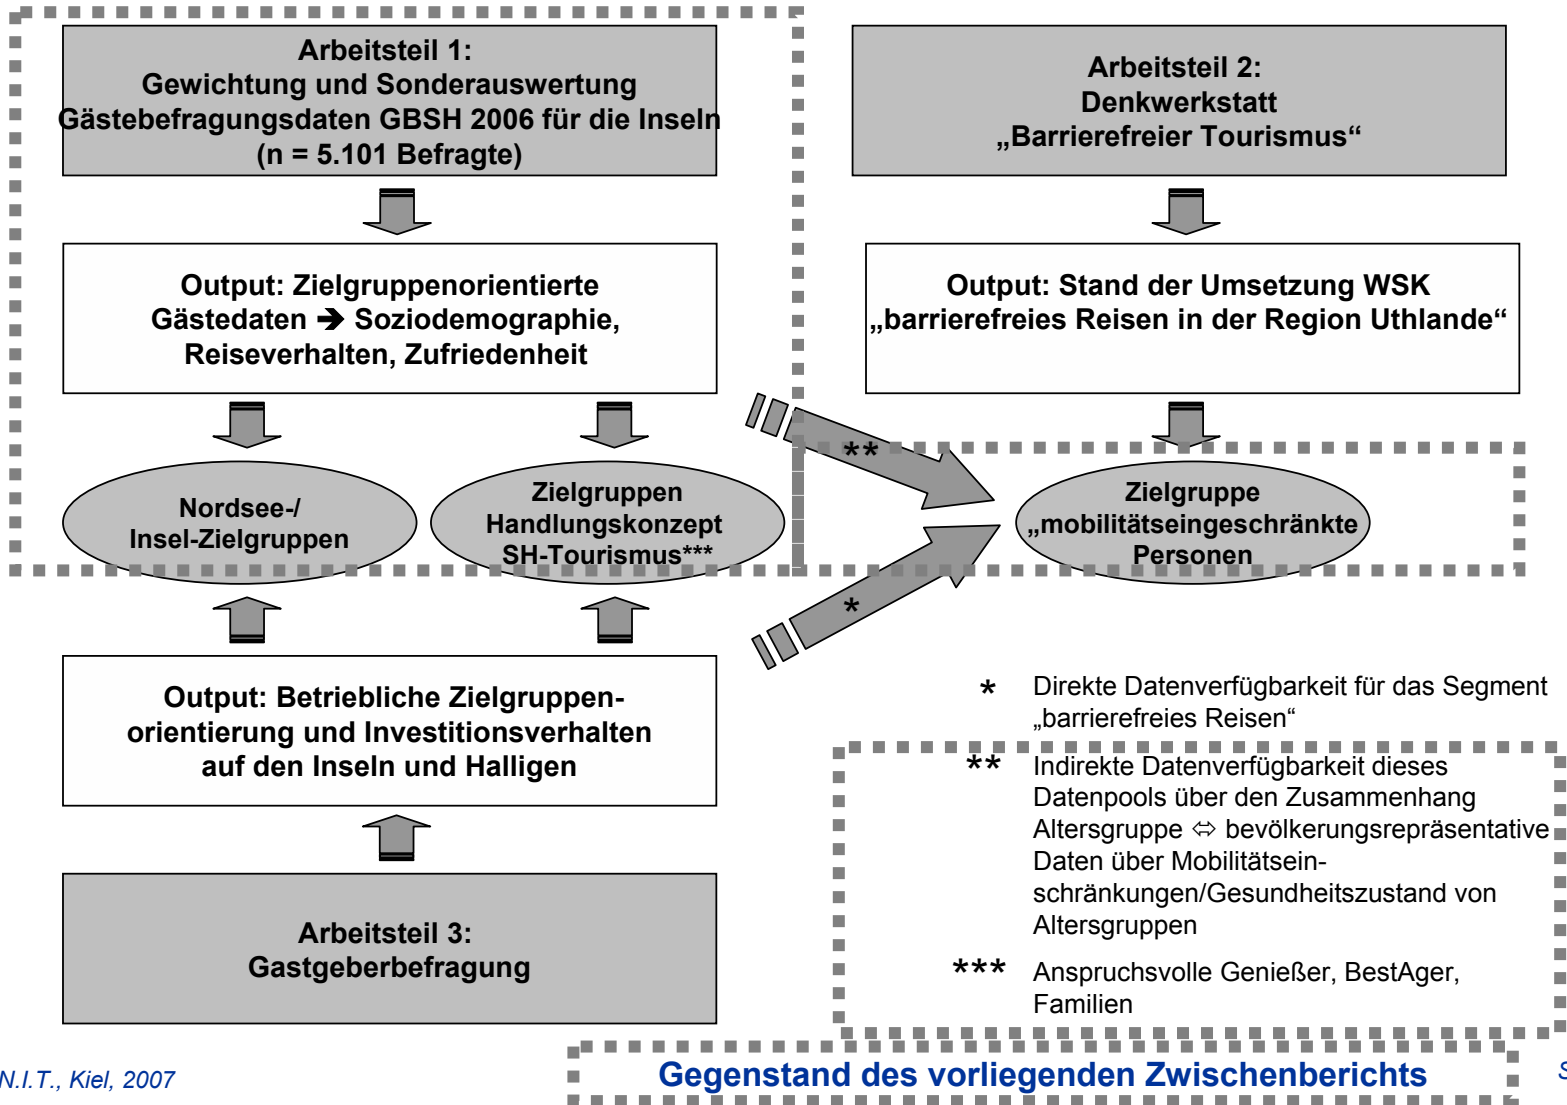 Arbeitsteil 1:
Gewichtung und Sonderauswertung
Gästebefragungsdaten GBSH 2006 für die Inseln
(n = 5.101 Befragte)
Arbeitsteil 2:
Denkwerkstatt
„Barrierefreier Tourismus“
Output: Zielgruppenorientierte
Gästedaten ➔ Soziodemographie,
Reiseverhalten, Zufriedenheit
Output: Stand der Umsetzung WSK
„barrierefreies Reisen in der Region Uthlande“
**
Nordsee-/
Insel-Zielgruppen
Zielgruppen
Handlungskonzept
SH-Tourismus***
Zielgruppe
„mobilitätseingeschränkte
Personen
*
Output: Betriebliche Zielgruppen-
orientierung und Investitionsverhalten
auf den Inseln und Halligen
Arbeitsteil 3:
Gastgeberbefragung
* Direkte Datenverfügbarkeit für das Segment
„barrierefreies Reisen“
** Indirekte Datenverfügbarkeit dieses
Datenpools über den Zusammenhang
Altersgruppe ⇔ bevölkerungsrepräsentative
Daten über Mobilitätsein-
schränkungen/Gesundheitszustand von
Altersgruppen
*** Anspruchsvolle Genießer, BestAger,
Familien
Gegenstand des vorliegenden Zwischenberichts
N.I.T., Kiel, 2007
S